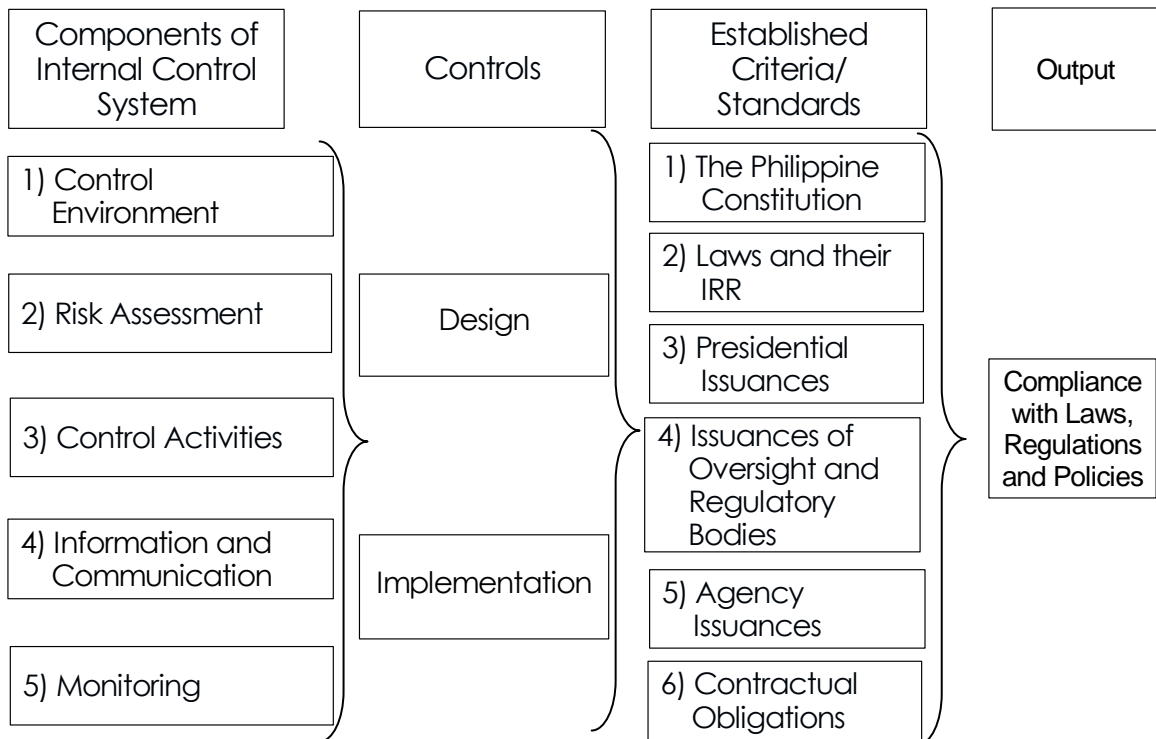 Components of
Internal Control
System
Controls
Established
Criteria/
Standards
Output
1) Control
Environment
2) Risk Assessment
3) Control Activities
4) Information and
Communication
5) Monitoring
Design
Implementation
1) The Philippine
Constitution
2) Laws and their
IRR
3) Presidential
Issuances
4) Issuances of
Oversight and
Regulatory
Bodies
5) Agency
Issuances
6) Contractual
Obligations
Compliance
with Laws,
Regulations
and Policies